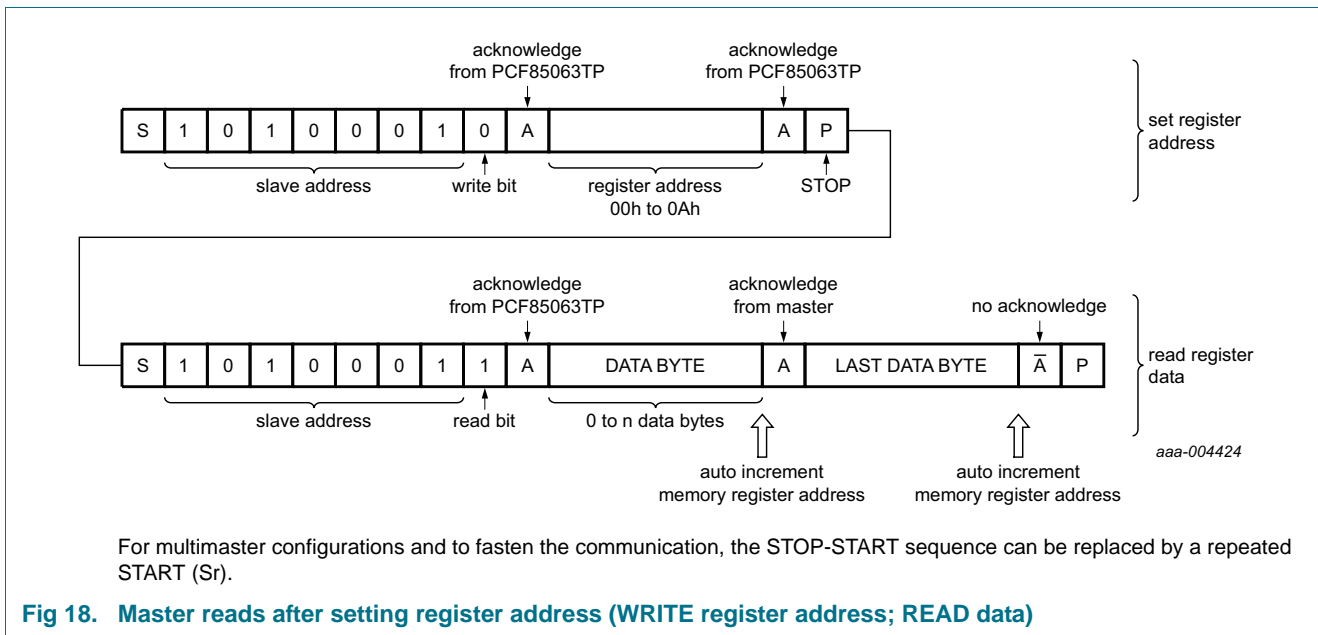 acknowledge
from PCF85063TP
acknowledge
from PCF85063TP
S 1 0 1 0 0 0 1 0 A A P
set register
address
slave address
write bit
register address
00h to 0Ah
STOP
acknowledge
from PCF85063TP
acknowledge
from master
no acknowledge
S 1 0 1 0 0 0 1 1 A DATA BYTE A LAST DATA BYTE A̅ P
read register
data
slave address
read bit
0 to n data bytes
auto increment
memory register address
auto increment
memory register address
aaa-004424
For multimaster configurations and to fasten the communication, the STOP-START sequence can be replaced by a repeated
START (Sr).
Fig 18. Master reads after setting register address (WRITE register address; READ data)